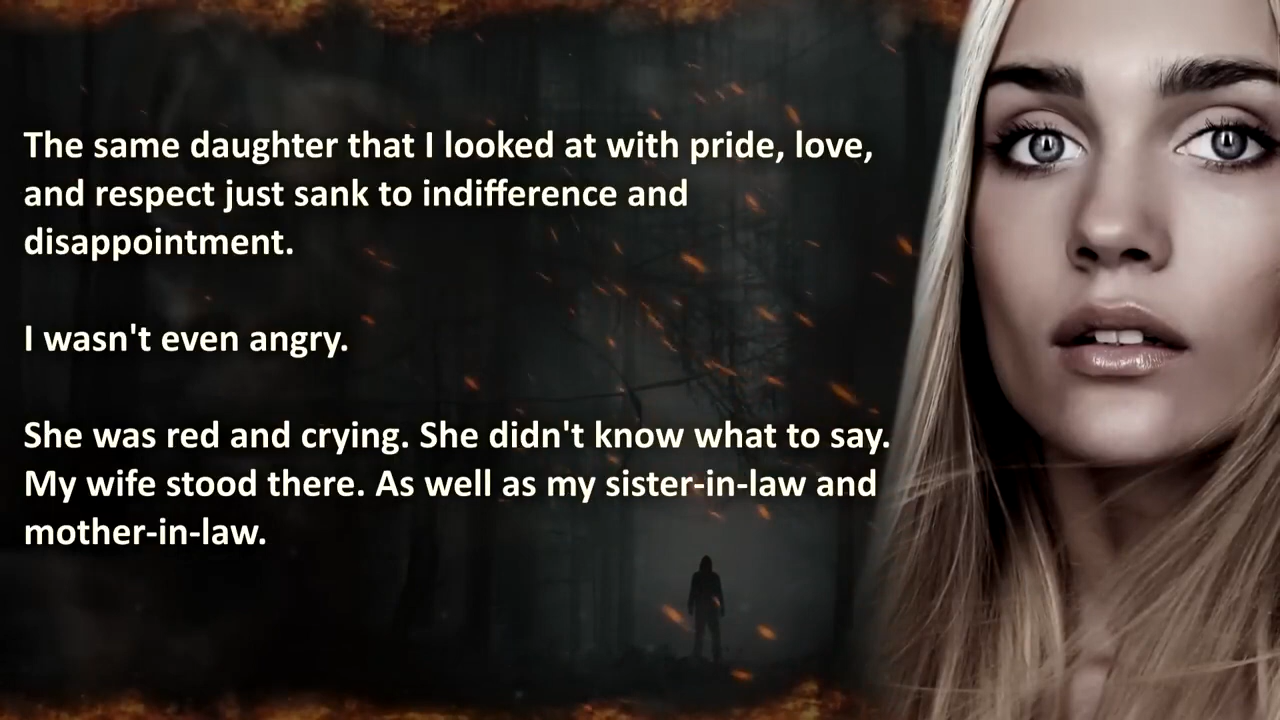 The same daughter that I looked at with pride, love,
and respect just sank to indifference and
disappointment.
I wasn't even angry.
She was red and crying. She didn't know what to say.
My wife stood there. As well as my sister-in-law and
mother-in-law.